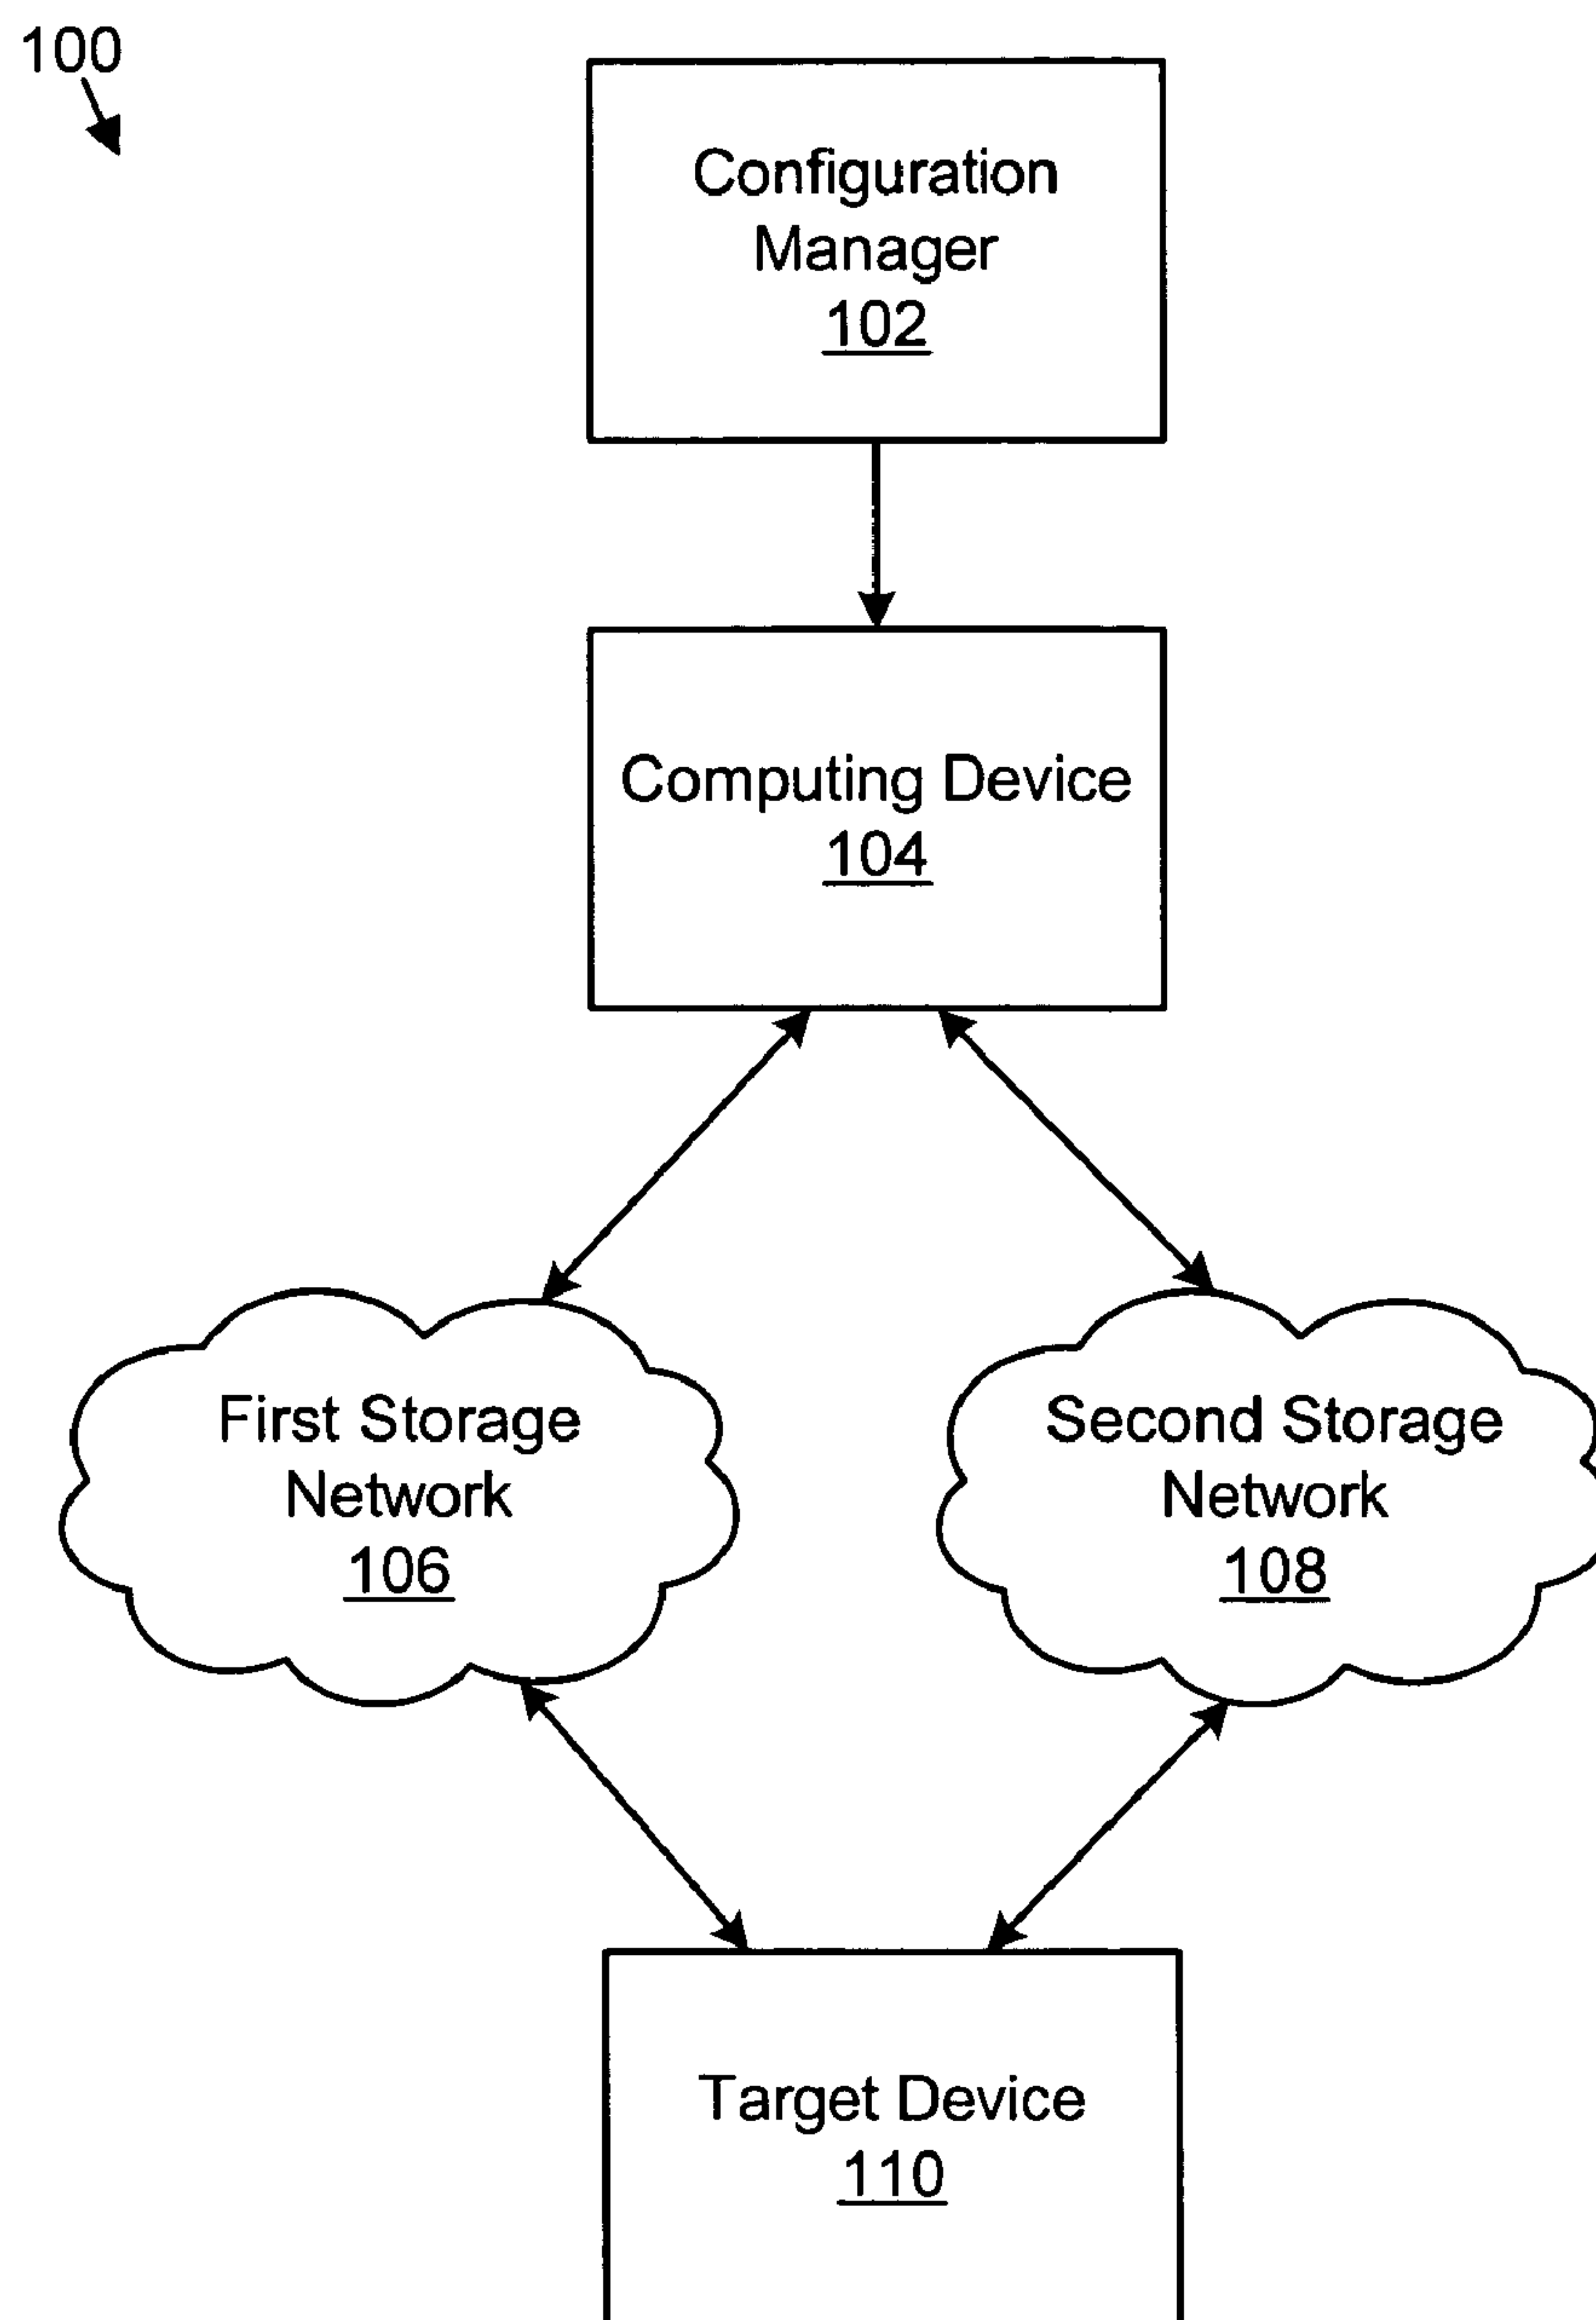 100
Configuration
Manager
102
Computing Device
104
First Storage
Network
106
Second Storage
Network
108
Target Device
110